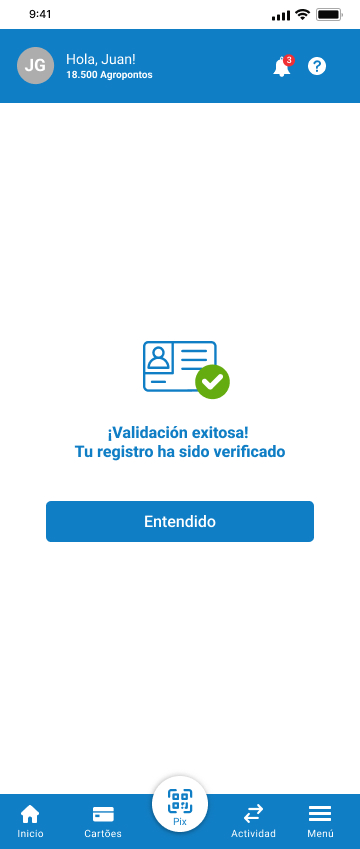 9:41
JG
Hola, Juan!
18.500 Agropontos
3
?
¡Validación exitosa!
Tu registro ha sido verificado
Entendido
Inicio
Cartões
Pix
Actividad
Menú